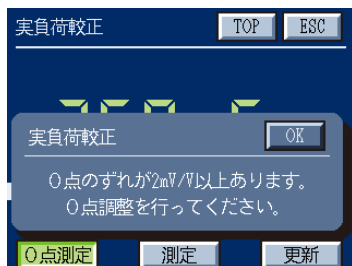 実負荷較正 TOP ESC
実負荷較正 OK
０点のずれが2mV/V以上あります。
０点調整を行ってください。
０点測定 測定 更新